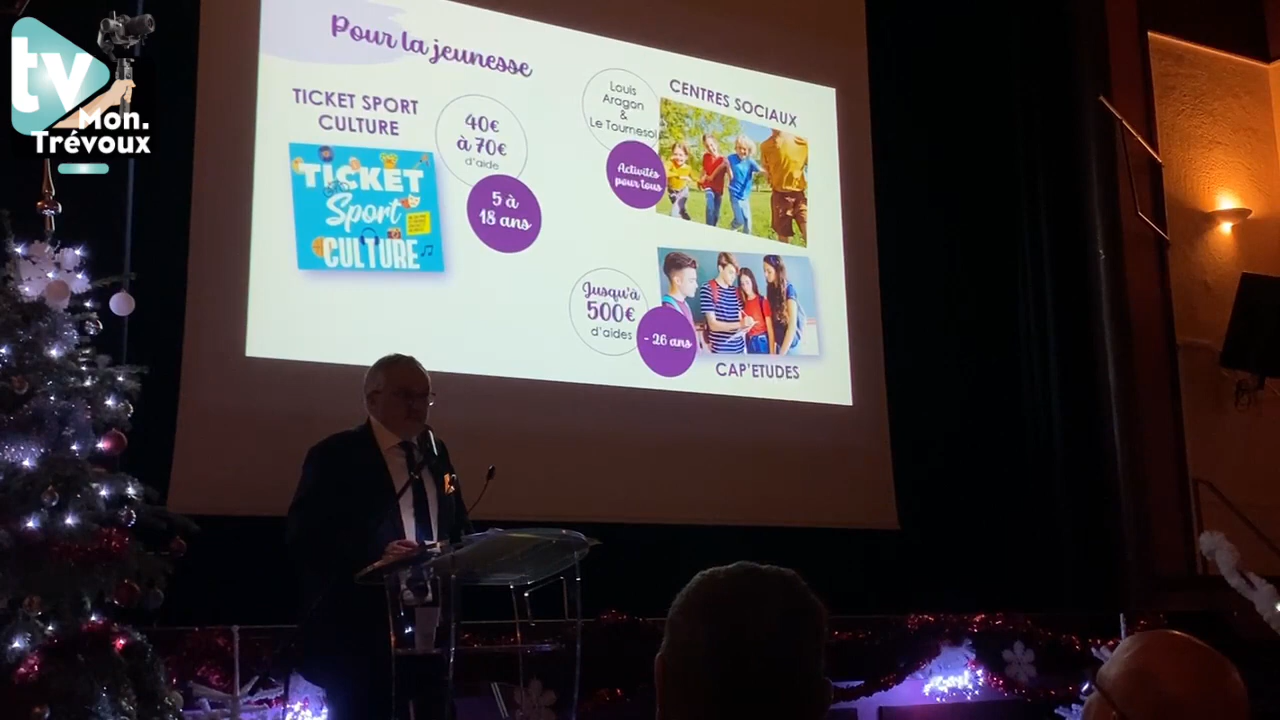 tv
Mon.
Trévoux
Pour la jeunesse
TICKET SPORT
CULTURE
40€
à 70€
d'aide
5 à
18 ans
TICKET
Sport
CULTURE
Louis
Aragon
&
Le Tournesol
CENTRES SOCIAUX
Activités
pour tous
Jusqu'à
500€
d'aides
- 26 ans
CAP'ETUDES